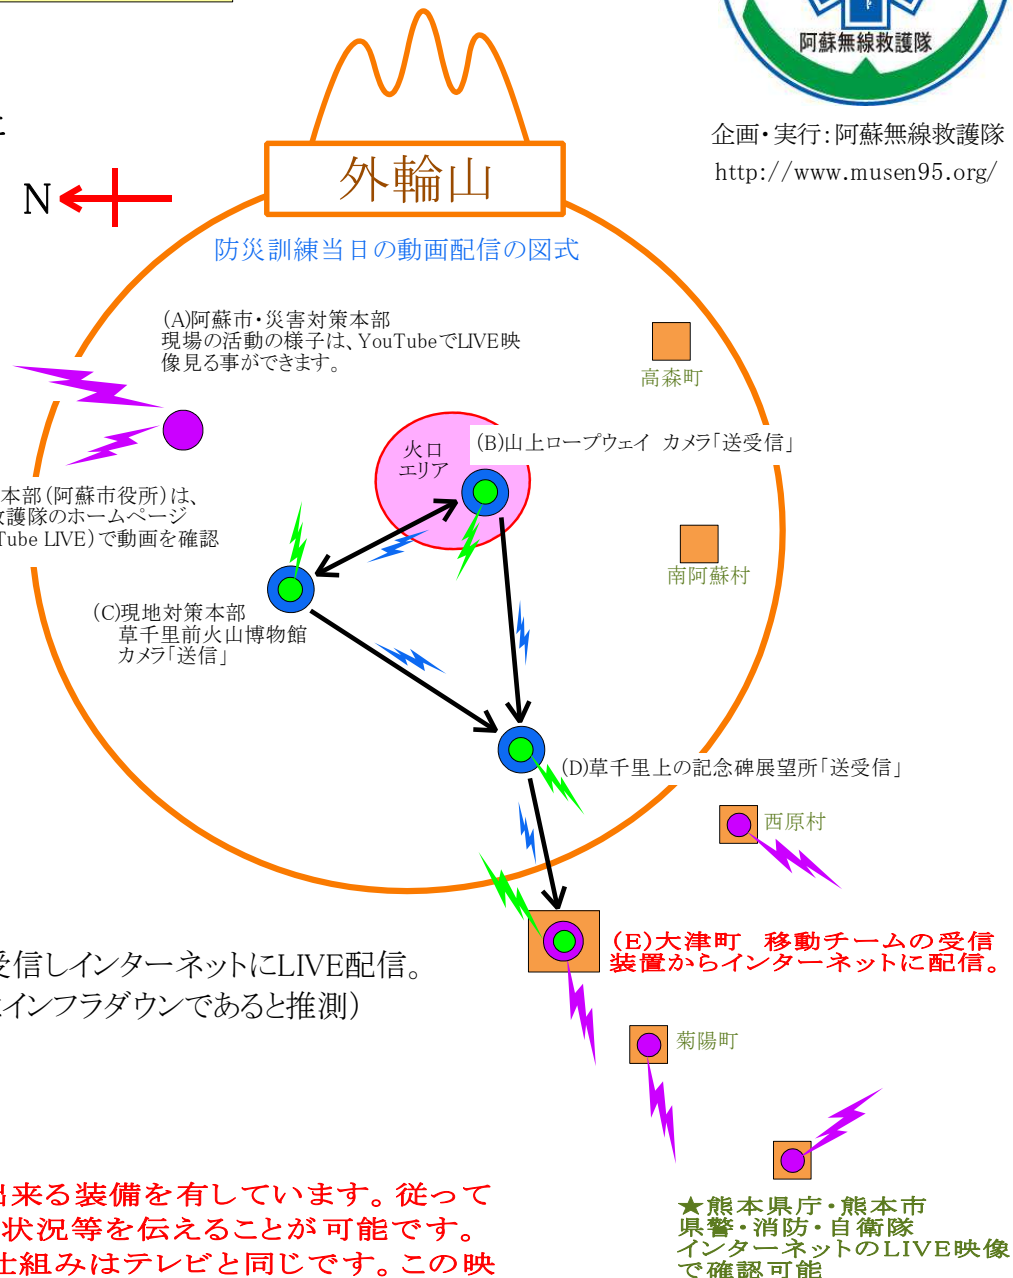 阿蘇無線救護隊
企画・実行：阿蘇無線救護隊
http://www.musen95.org/
N
外輪山
防災訓練当日の動画配信の図式
(A)阿蘇市・災害対策本部
現場の活動の様子は、YouTubeでLIVE映
像見る事ができます。
高森町
火口
エリア
(B)山上ロープウェイ カメラ「送受信」
本部（阿蘇市役所）は、
救護隊のホームページ
Tube LIVE）で動画を確認
南阿蘇村
(C)現地対策本部
草千里前火山博物館
カメラ「送信」
(D)草千里上の記念碑展望所「送受信」
西原村
(E)大津町 移動チームの受信
装置からインターネットに配信。
受信しインターネットにLIVE配信。
はインフラダウンであると推測）
菊陽町
出来る装備を有しています。従って
状況等を伝えることが可能です。
仕組みはテレビと同じです。この映
★熊本県庁・熊本市
県警・消防・自衛隊
インターネットのLIVE映像
で確認可能